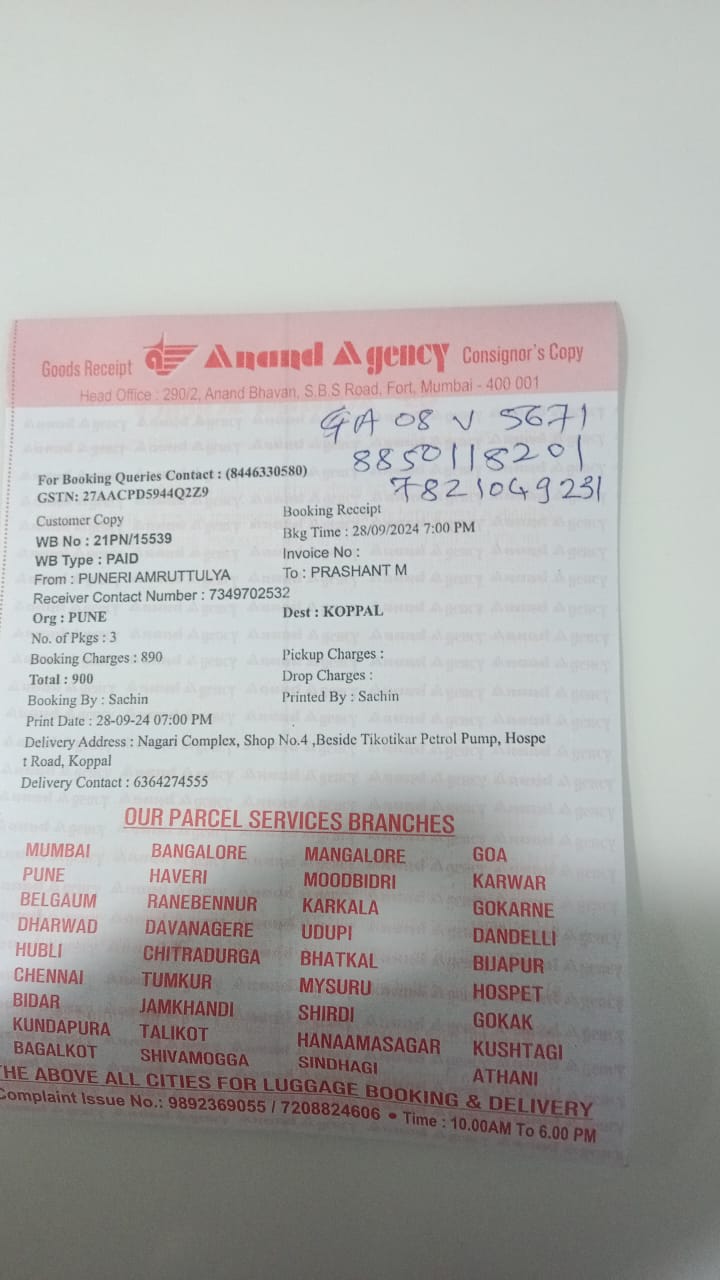 Goods Receipt Anand Agency Consignor's Copy
Head Office : 290/2, Anand Bhavan, S.B.S Road, Fort, Mumbai - 400 001
GA 08 V 5671
8850118201
7821049231
For Booking Queries Contact : (8446330580)
GSTN: 27AACPD5944Q2Z9
Customer Copy Booking Receipt
WB No : 21PN/15539 Bkg Time : 28/09/2024 7:00 PM
WB Type : PAID Invoice No :
From : PUNERI AMRUTTULYA To : PRASHANT M
Receiver Contact Number : 7349702532
Org : PUNE Dest : KOPPAL
No. of Pkgs : 3
Booking Charges : 890 Pickup Charges :
Total : 900 Drop Charges :
Booking By : Sachin Printed By : Sachin
Print Date : 28-09-24 07:00 PM
Delivery Address : Nagari Complex, Shop No.4 ,Beside Tikotikar Petrol Pump, Hospe
t Road, Koppal
Delivery Contact : 6364274555
OUR PARCEL SERVICES BRANCHES
MUMBAI BANGALORE MANGALORE GOA
PUNE HAVERI MOODBIDRI KARWAR
BELGAUM RANEBENNUR KARKALA GOKARNE
DHARWAD DAVANAGERE UDUPI DANDELLI
HUBLI CHITRADURGA BHATKAL BIJAPUR
CHENNAI TUMKUR MYSURU HOSPET
BIDAR JAMKHANDI SHIRDI GOKAK
KUNDAPURA TALIKOT HANAAMASAGAR KUSHTAGI
BAGALKOT SHIVAMOGGA SINDHAGI ATHANI
THE ABOVE ALL CITIES FOR LUGGAGE BOOKING & DELIVERY
Complaint Issue No.: 9892369055 / 7208824606 • Time : 10.00AM To 6.00 PM